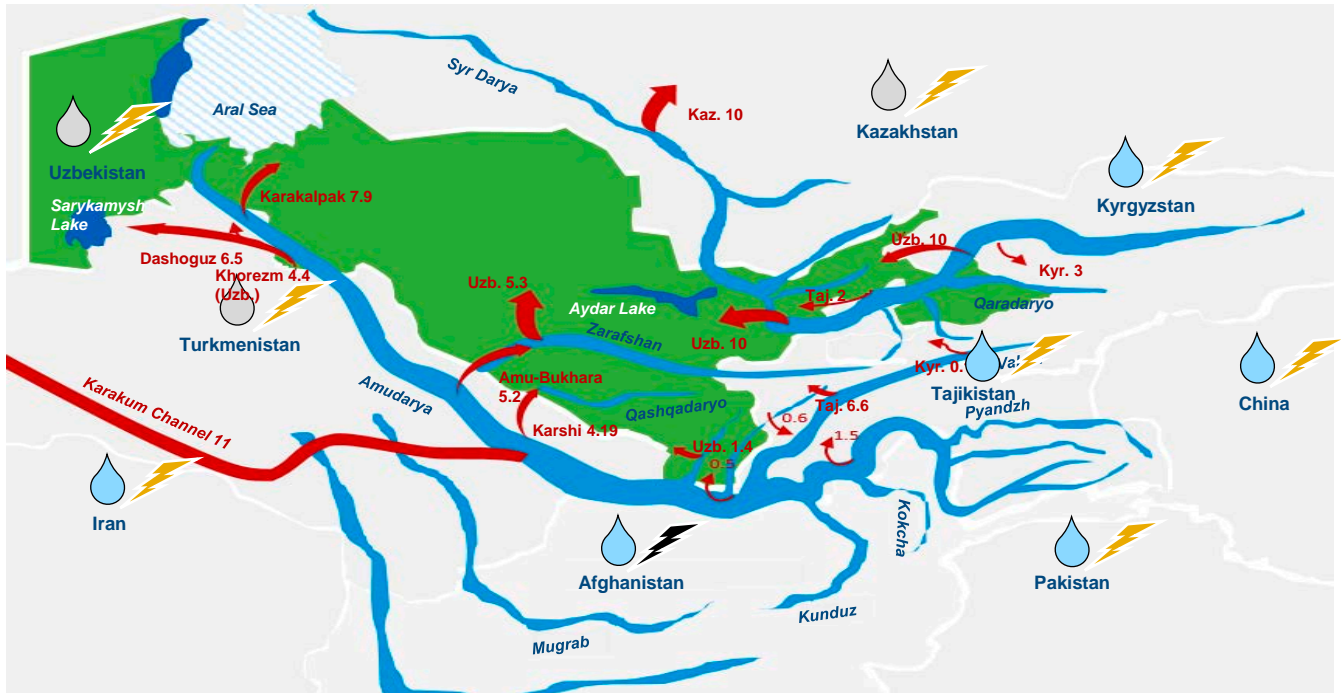 Syr Darya
Aral Sea
Kaz. 10
Kazakhstan
Uzbekistan
Karakalpak 7.9
Kyrgyzstan
Sarykamysh
Lake
Dashoguz 6.5
Khorezm 4.4
(Uzb.)
Uzb. 10
Kyr. 3
Uzb. 5.3
Aydar Lake
Taj. 2
Qaradaryo
Turkmenistan
Zarafshan
Uzb. 10
Kyr. 0.
Tajikistan
China
Amudarya
Amu-Bukhara
5.2
Karakum Channel 11
Qashqadaryo
Taj. 6.6
Pyandzh
0.6
Karshi 4.19
Uzb. 1.4
1.5
0.5
Iran
Kokcha
Afghanistan
Pakistan
Kunduz
Mugrab